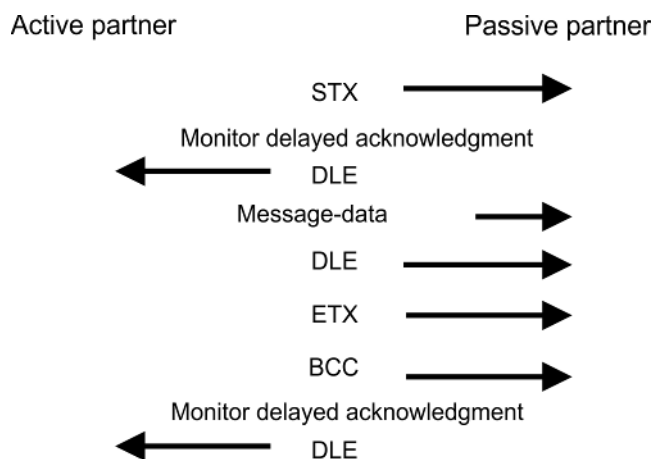 Active partner Passive partner
STX
Monitor delayed acknowledgment
DLE
Message-data
DLE
ETX
BCC
Monitor delayed acknowledgment
DLE